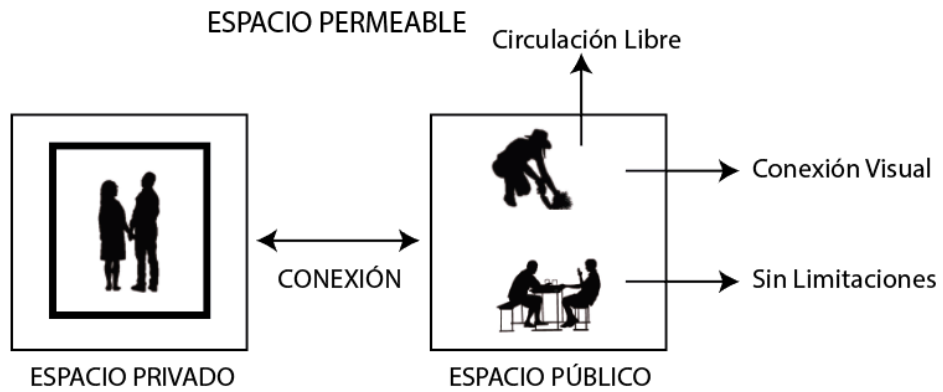 ESPACIO PERMEABLE
Circulación Libre
Conexión Visual
CONEXIÓN
Sin Limitaciones
ESPACIO PRIVADO
ESPACIO PÚBLICO